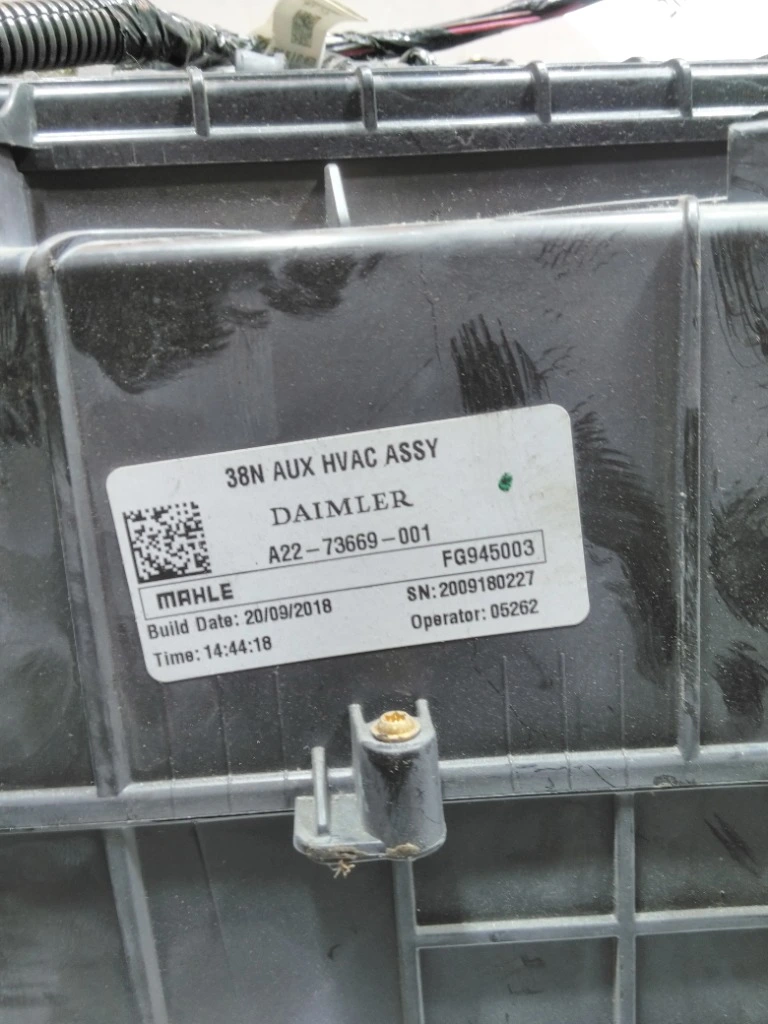 38N AUX HVAC ASSY
DAIMLER
A22-73669-001
MAHLE FG945003
Build Date: 20/09/2018 SN: 2009180227
Time: 14:44:18 Operator: 05262